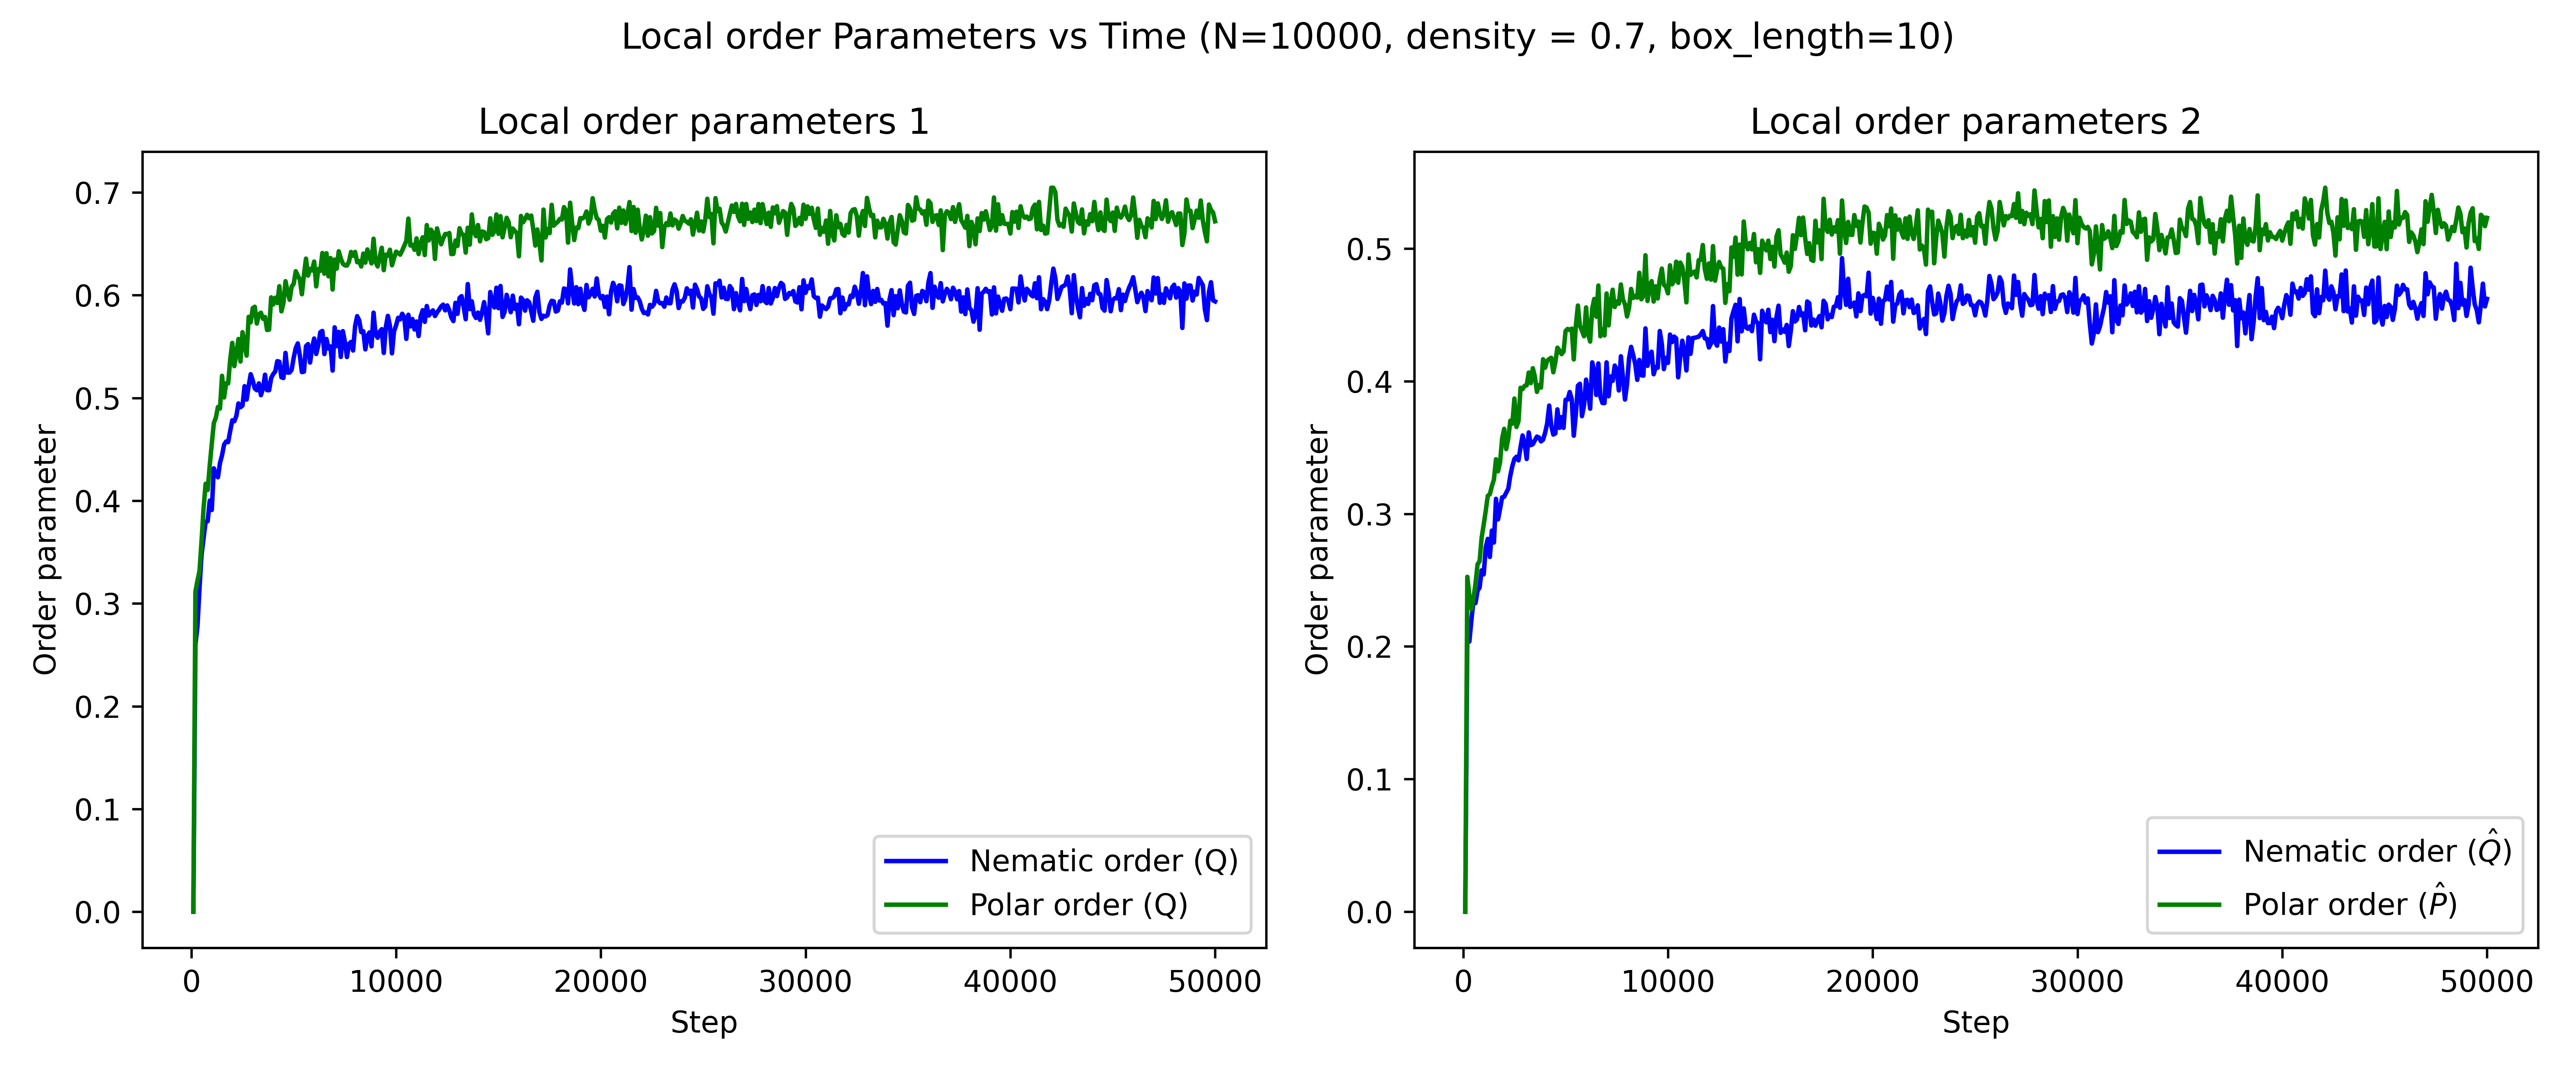 Local order Parameters vs Time (N=10000, density = 0.7, box_length=10)
Local order parameters 1
Order parameter
0.7
0.6
0.5
0.4
0.3
0.2
0.1
0.0
0 10000 20000 30000 40000 50000
Step
Nematic order (Q)
Polar order (Q)
Local order parameters 2
Order parameter
0.5
0.4
0.3
0.2
0.1
0.0
0 10000 20000 30000 40000 50000
Step
Nematic order (Q̂)
Polar order (P̂)